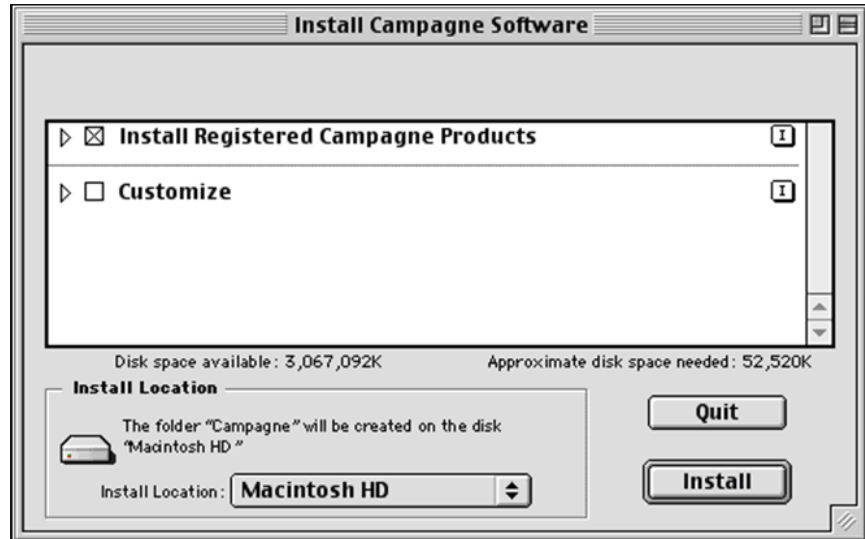 Install Campagne Software
Install Registered Campagne Products I
Customize I
Disk space available: 3,067,092K Approximate disk space needed: 52,520K
Install Location
The folder "Campagne" will be created on the disk
"Macintosh HD"
Install Location: Macintosh HD
Quit
Install